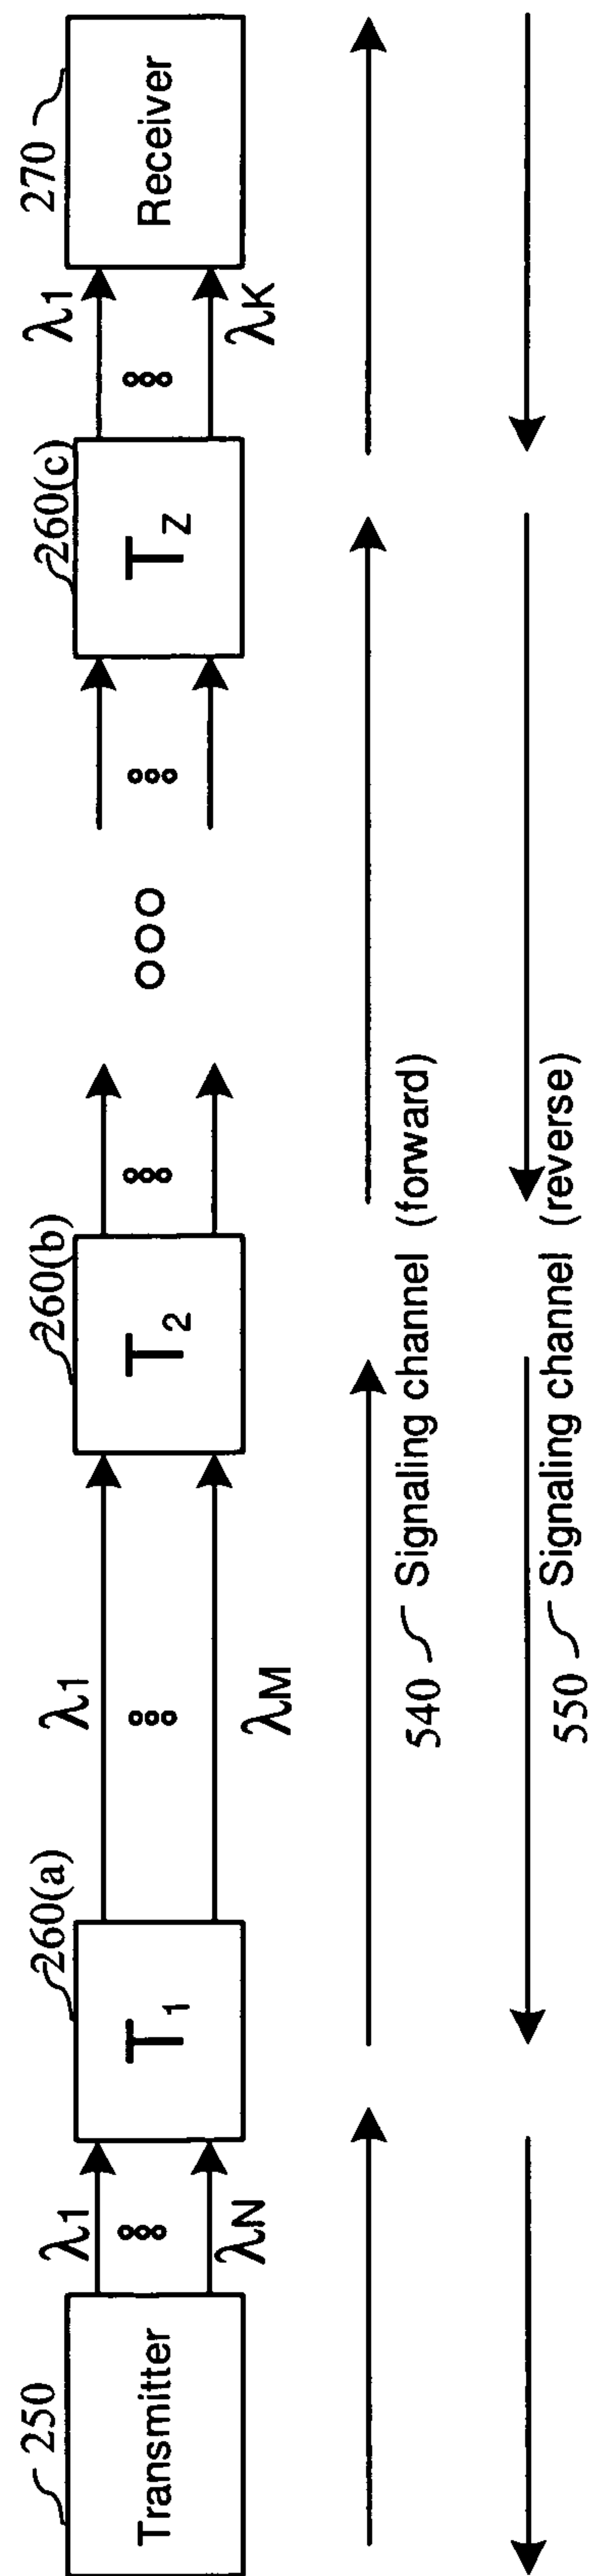 250
260(a)
260(b)
260(c)
270
Transmitter
λ1
λN
T1
λ1
λM
T2
TZ
λ1
λK
Receiver
540 Signaling channel (forward)
550 Signaling channel (reverse)